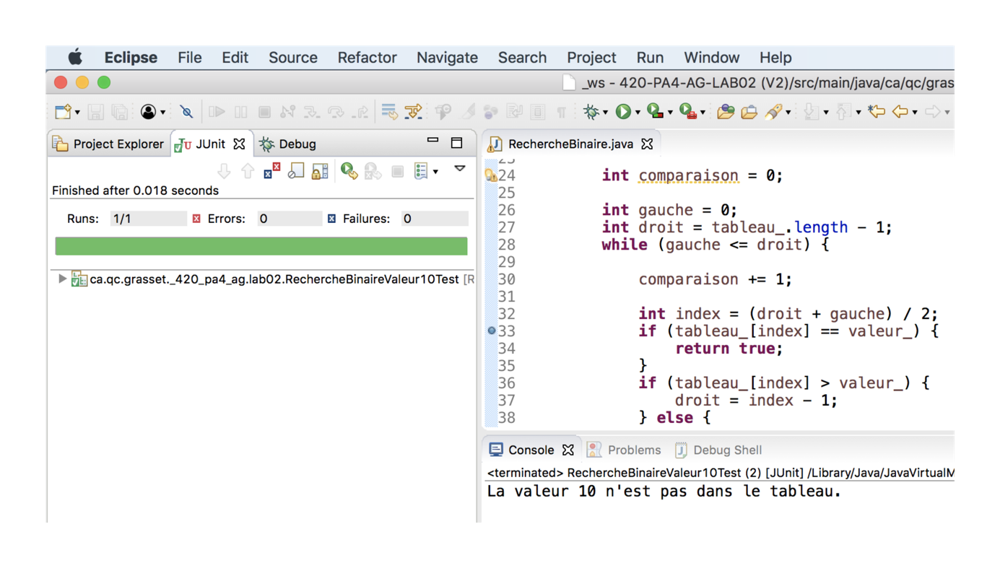 Eclipse File Edit Source Refactor Navigate Search Project Run Window Help
_ws - 420-PA4-AG-LAB02 (V2)/src/main/java/ca/qc/gras
Project Explorer JUnit Debug
Finished after 0.018 seconds
Runs: 1/1 Errors: 0 Failures: 0
ca.qc.grasset._420_pa4_ag.lab02.RechercheBinaireValeur10Test [R
RechercheBinaire.java
24 int comparaison = 0;
25
26 int gauche = 0;
27 int droit = tableau_.length - 1;
28 while (gauche <= droit) {
29
30 comparaison += 1;
31
32 int index = (droit + gauche) / 2;
33 if (tableau_[index] == valeur_) {
34 return true;
35 }
36 if (tableau_[index] > valeur_) {
37 droit = index - 1;
38 } else {
Console Problems Debug Shell
<terminated> RechercheBinaireValeur10Test (2) [JUnit] /Library/Java/JavaVirtualM
La valeur 10 n'est pas dans le tableau.